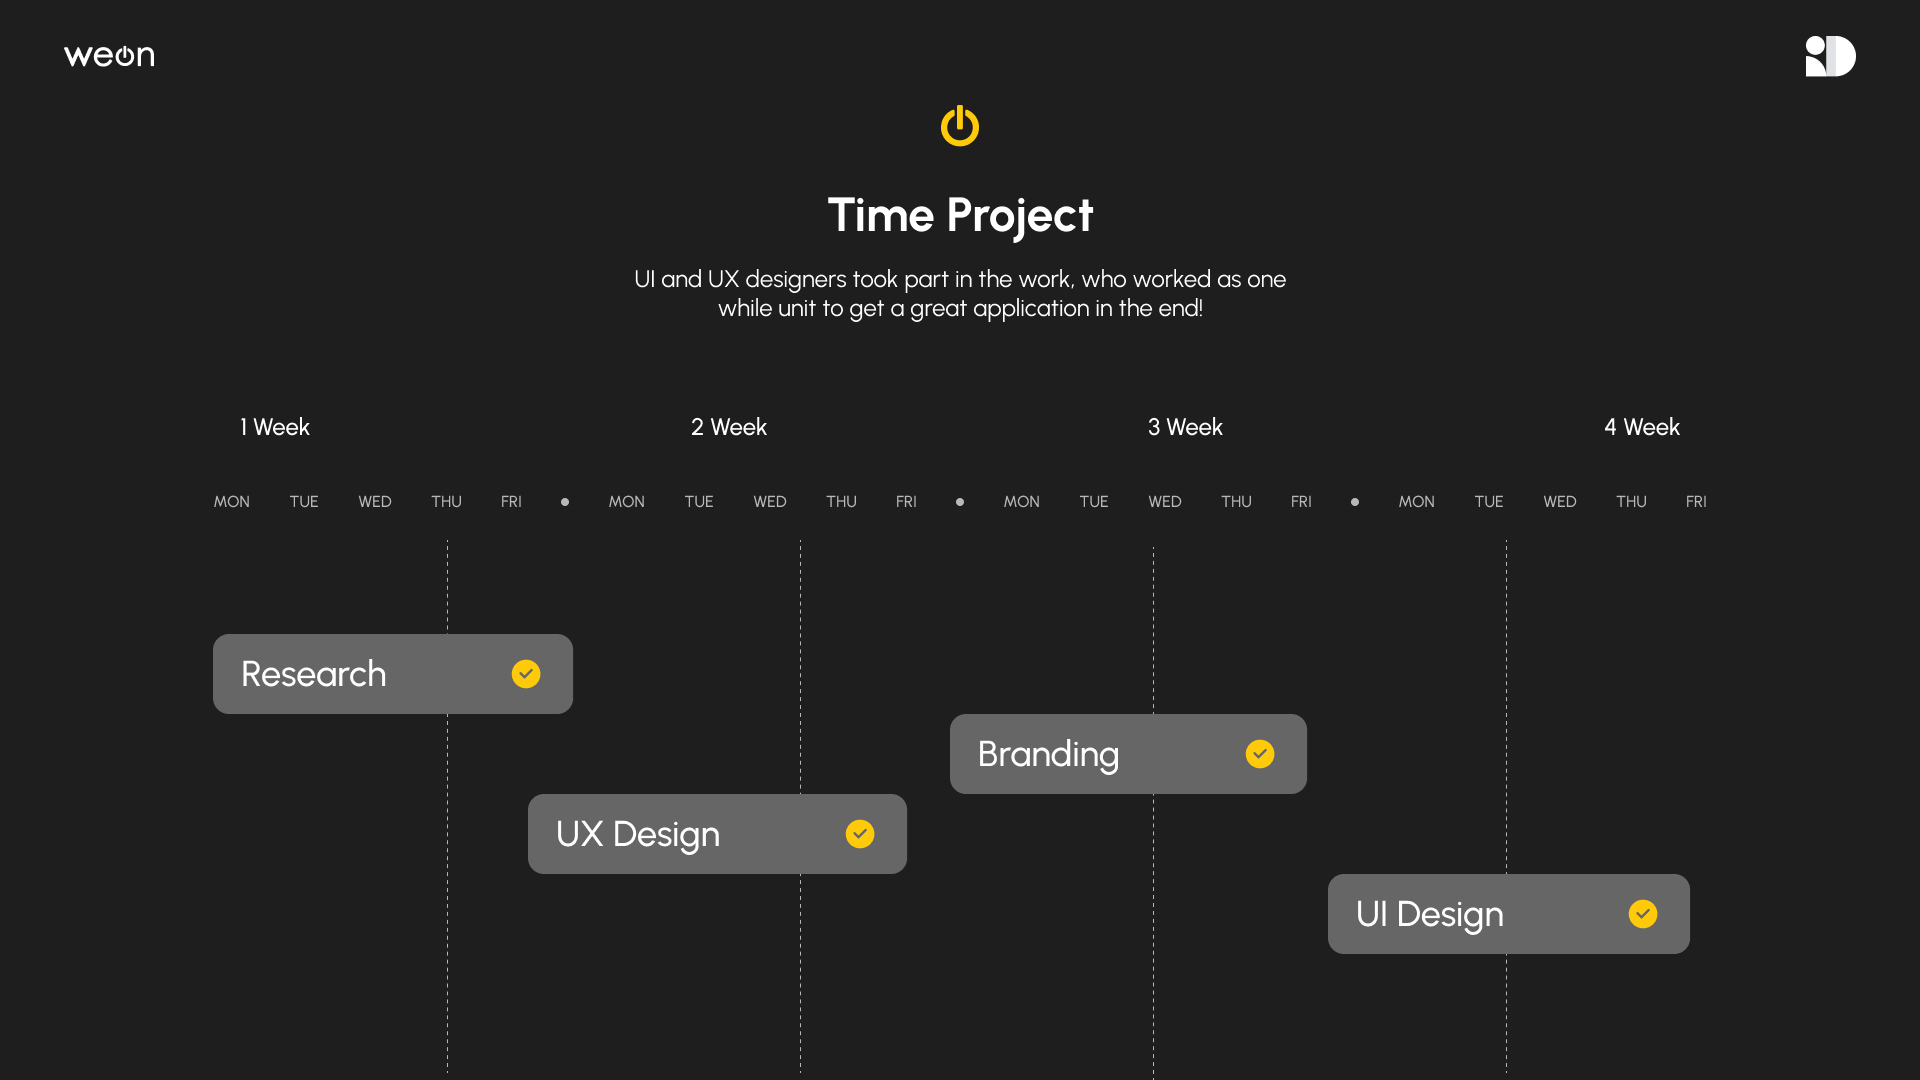 weon
Time Project
UI and UX designers took part in the work, who worked as one
while unit to get a great application in the end!
1 Week 2 Week 3 Week 4 Week
MON TUE WED THU FRI • MON TUE WED THU FRI • MON TUE WED THU FRI • MON TUE WED THU FRI
Research
Branding
UX Design
UI Design